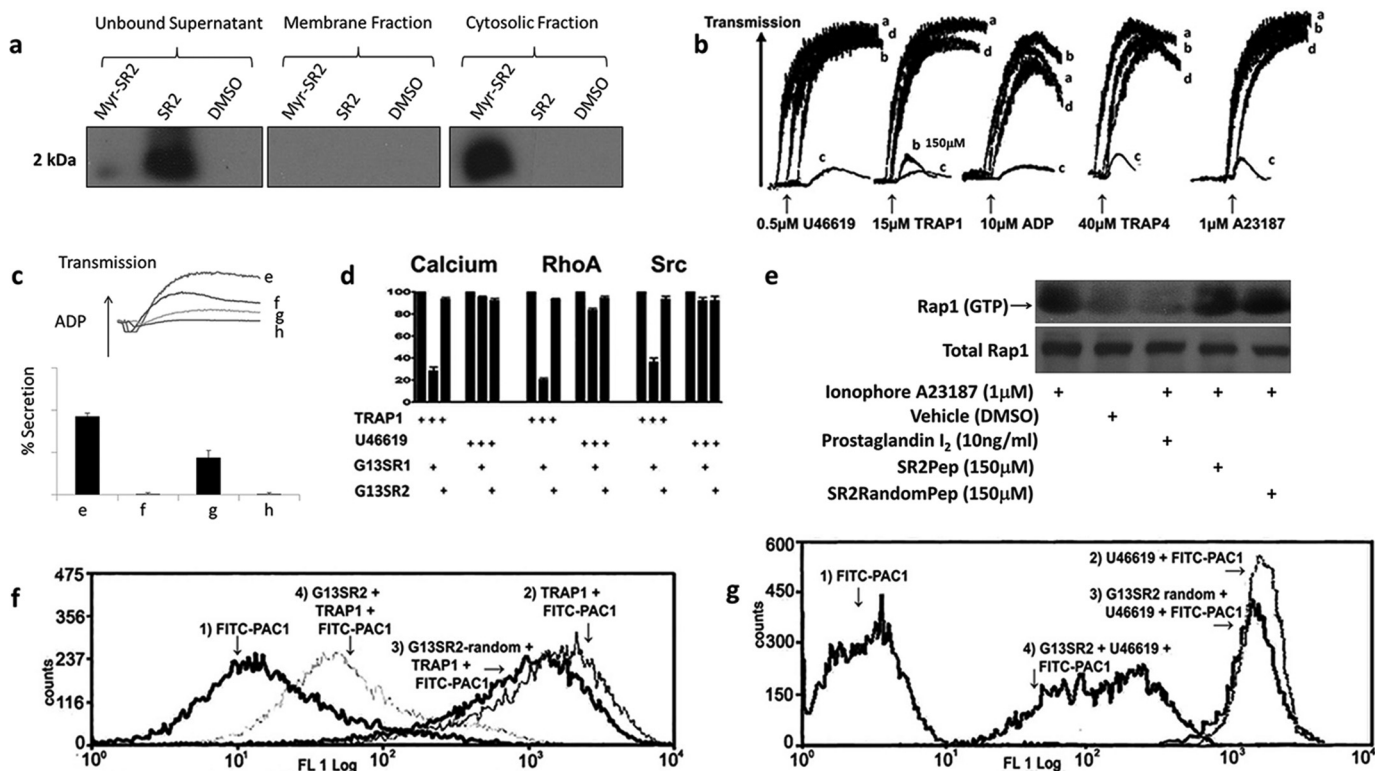 a
Unbound Supernatant
Membrane Fraction
Cytosolic Fraction
Myr-SR2
SR2
DMSO
Myr-SR2
SR2
DMSO
Myr-SR2
SR2
DMSO
2 kDa
b
Transmission
a
d
b
c
a
d
b 150μM
c
b
a
d
c
a
b
d
c
a
b
d
c
0.5μM U46619
15μM TRAP1
10μM ADP
40μM TRAP4
1μM A23187
c
Transmission
ADP
e
f
g
h
% Secretion
e f g h
d
Calcium RhoA Src
100
80
60
40
20
0
TRAP1 +++ +++ +++
U46619 +++ +++ +++
G13SR1 + + + + + +
G13SR2 + + + + + +
e
Rap1 (GTP)
Total Rap1
Ionophore A23187 (1μM) + + + +
Vehicle (DMSO) +
Prostaglandin I2 (10ng/ml) +
SR2Pep (150μM) +
SR2RandomPep (150μM) +
f
475
356
237
116
0
counts
1) FITC-PAC1
4) G13SR2 +
TRAP1 +
FITC-PAC1
3) G13SR2-random +
TRAP1 +
FITC-PAC1
2) TRAP1 +
FITC-PAC1
10^0 10^1 10^2 10^3 10^4
FL 1 Log
g
600
450
8300
150
0
counts
1) FITC-PAC1
2) U46619 + FITC-PAC1
3) G13SR2 random +
U46619 + FITC-PAC1
4) G13SR2 + U46619 +
FITC-PAC1
10^0 10^1 10^2 10^3 10^4
FL 1 Log